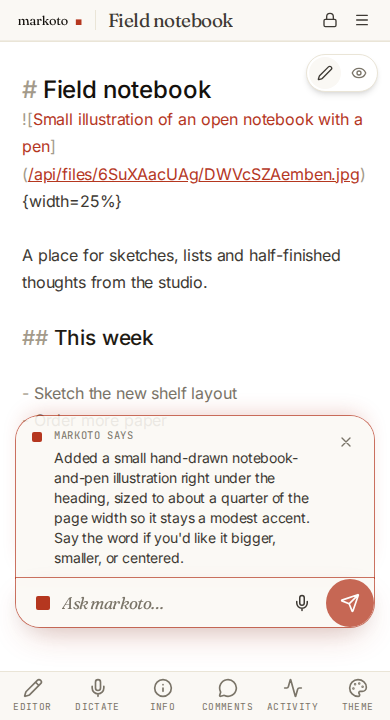 markoto
Field notebook
# Field notebook
![Small illustration of an open notebook with a
pen]
(/api/files/6SuXAacUAg/DWVcSZAemben.jpg)
{width=25%}
A place for sketches, lists and half-finished
thoughts from the studio.
## This week
- Sketch the new shelf layout
- Order more paper
MARKOTO SAYS
Added a small hand-drawn notebook-
and-pen illustration right under the
heading, sized to about a quarter of the
page width so it stays a modest accent.
Say the word if you'd like it bigger,
smaller, or centered.
Ask markoto...
EDITOR
DICTATE
INFO
COMMENTS
ACTIVITY
THEME